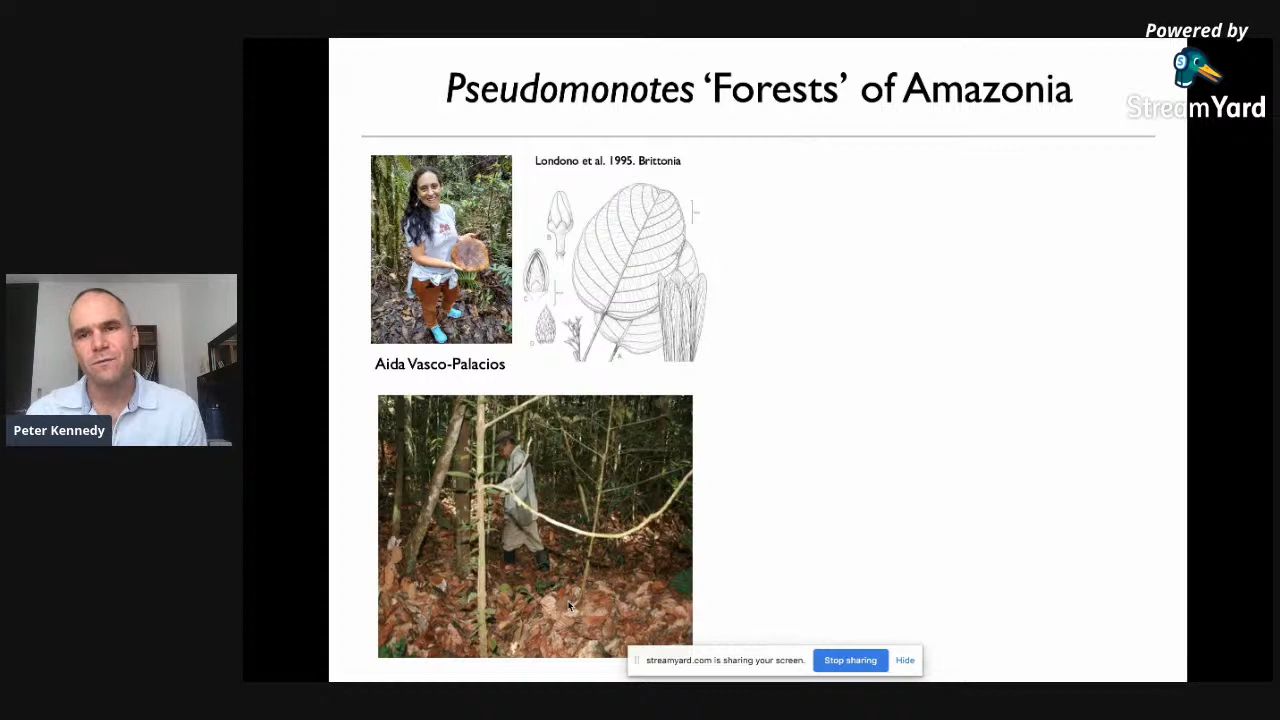 Powered by
StreamYard
Pseudomonotes ‘Forests’ of Amazonia
Londono et al. 1995. Brittonia
B
C
D
A
Aida Vasco-Palacios
Peter Kennedy
streamyard.com is sharing your screen.
Stop sharing
Hide